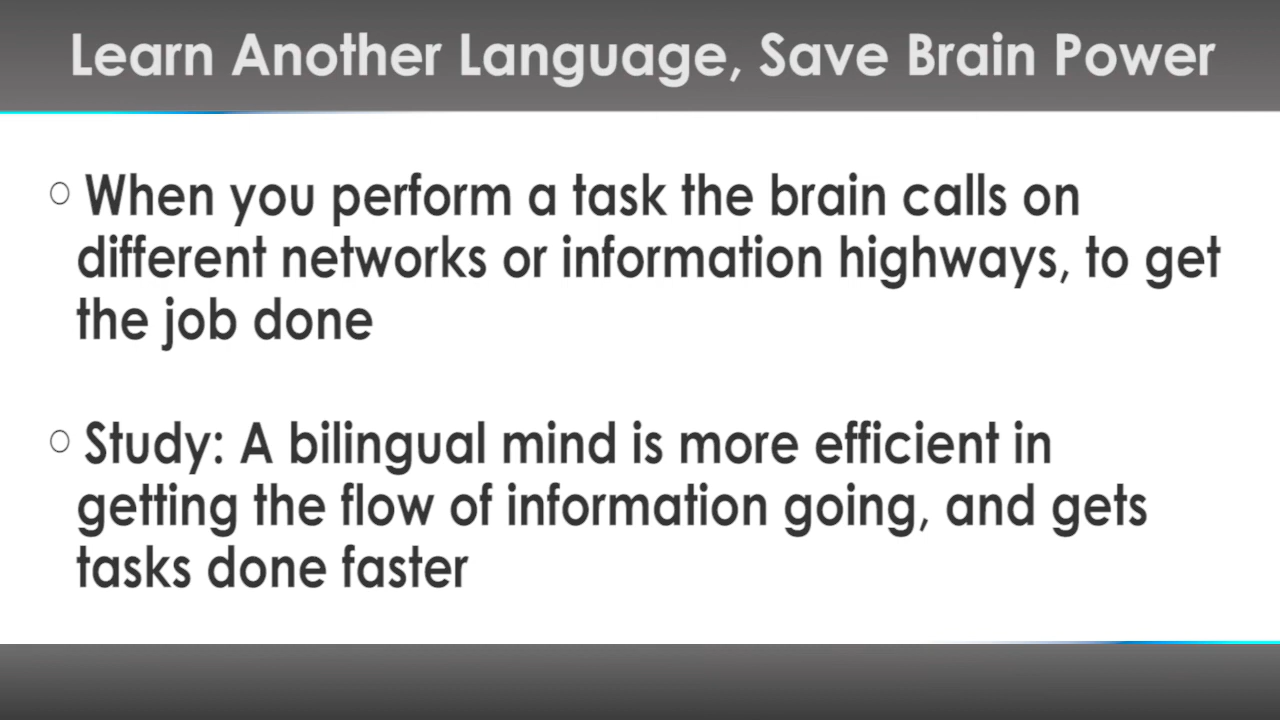 Learn Another Language, Save Brain Power
○ When you perform a task the brain calls on
different networks or information highways, to get
the job done
○ Study: A bilingual mind is more efficient in
getting the flow of information going, and gets
tasks done faster